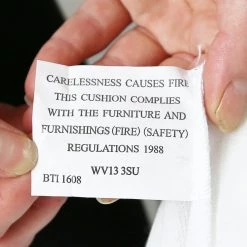 CARELESSNESS CAUSES FIRE
THIS CUSHION COMPLIES
WITH THE FURNITURE AND
FURNISHINGS (FIRE) (SAFETY)
REGULATIONS 1988
WV13 3SU
BTI 1608